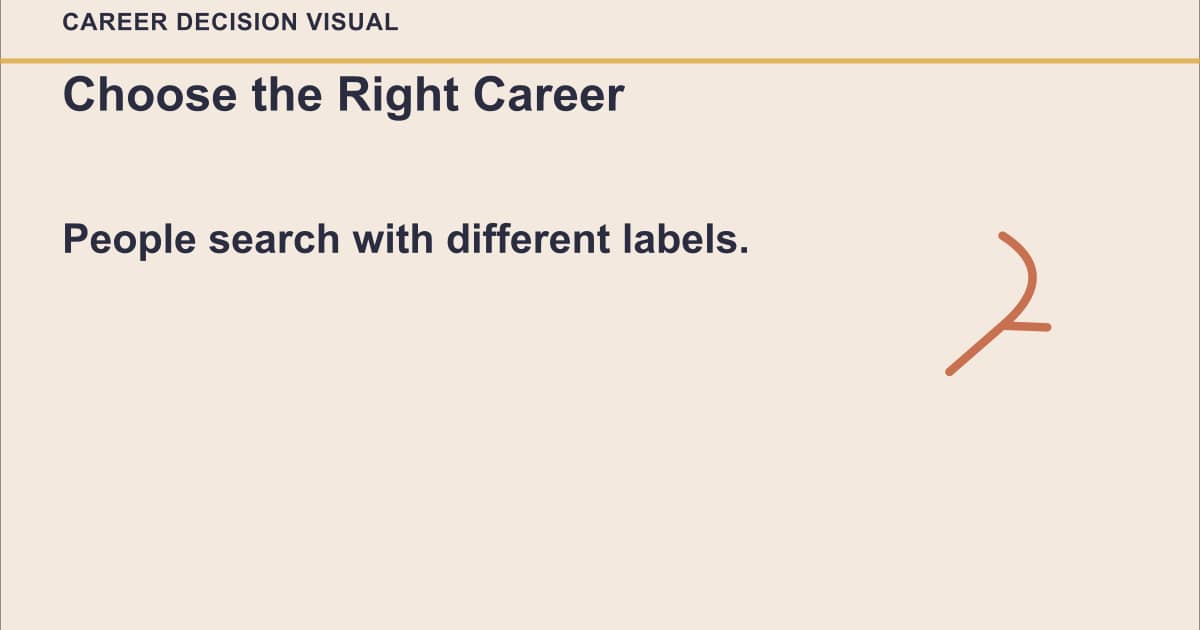 CAREER DECISION VISUAL
Choose the Right Career
People search with different labels.